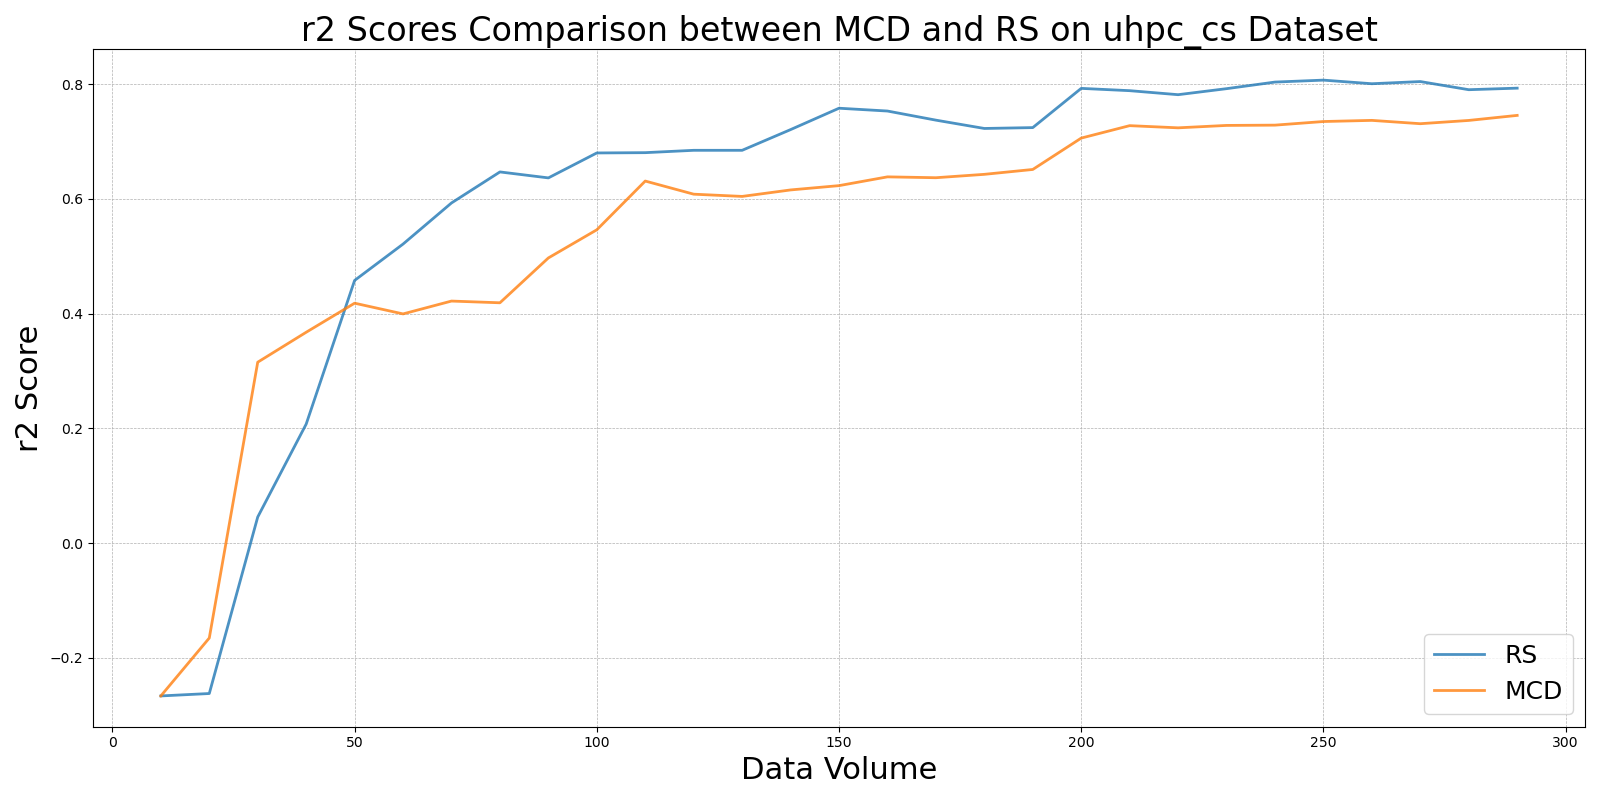 r2 Scores Comparison between MCD and RS on uhpc_cs Dataset
r2 Score
0.8
0.6
0.4
0.2
0.0
−0.2
RS
MCD
0 50 100 150 200 250 300
Data Volume